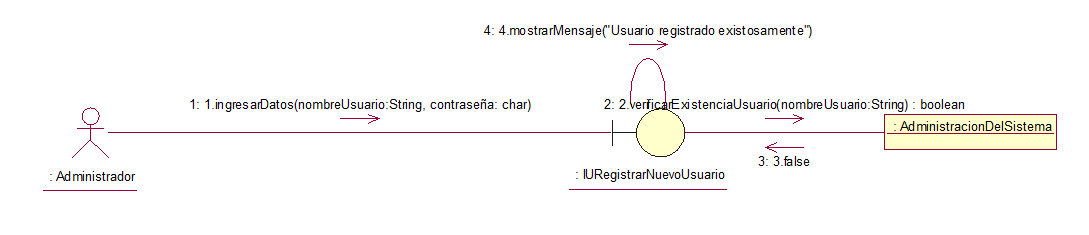 4: 4.mostrarMensaje("Usuario registrado existosamente")
1: 1.ingresarDatos(nombreUsuario:String, contraseña: char)
2: 2.verificarExistenciaUsuario(nombreUsuario:String) : boolean
: AdministracionDelSistema
3: 3.false
: Administrador
: IURegistrarNuevoUsuario